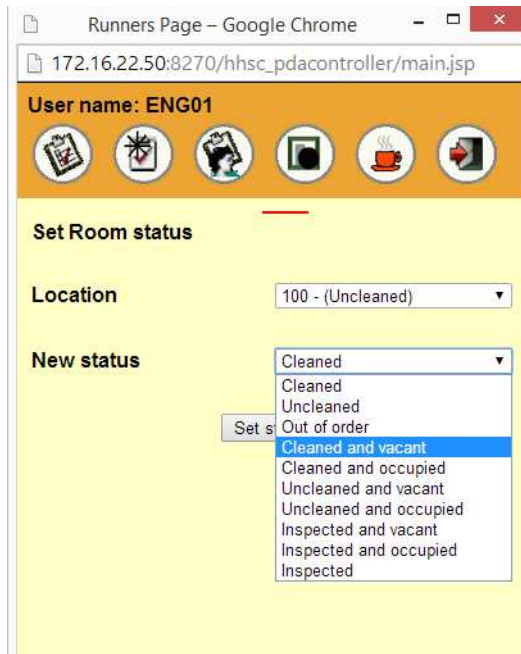 Runners Page – Google Chrome
172.16.22.50:8270/hhsc_pdacontroller/main.jsp
User name: ENG01
Set Room status
Location 100 - (Uncleaned)
New status Cleaned
Cleaned
Uncleaned
Set Out of order
Cleaned and vacant
Cleaned and occupied
Uncleaned and vacant
Uncleaned and occupied
Inspected and vacant
Inspected and occupied
Inspected